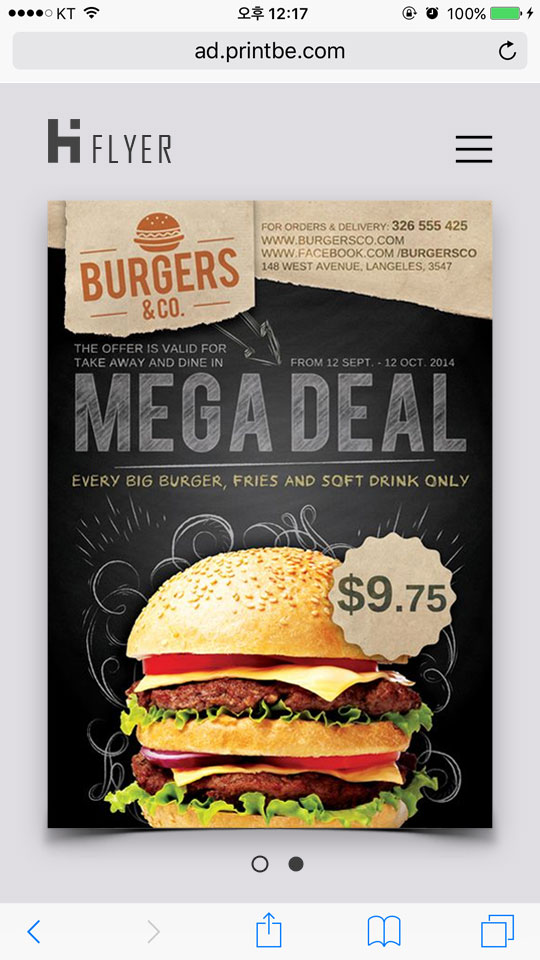 KT 오후 12:17 100%
ad.printbe.com
Hi FLYER
BURGERS
&CO.
FOR ORDERS & DELIVERY: 326 555 425
WWW.BURGERSCO.COM
WWW.FACEBOOK.COM /BURGERSCO
148 WEST AVENUE, LANGELES, 3547
THE OFFER IS VALID FOR
TAKE AWAY AND DINE IN
FROM 12 SEPT. - 12 OCT. 2014
MEGA DEAL
EVERY BIG BURGER, FRIES AND SOFT DRINK ONLY
$9.75